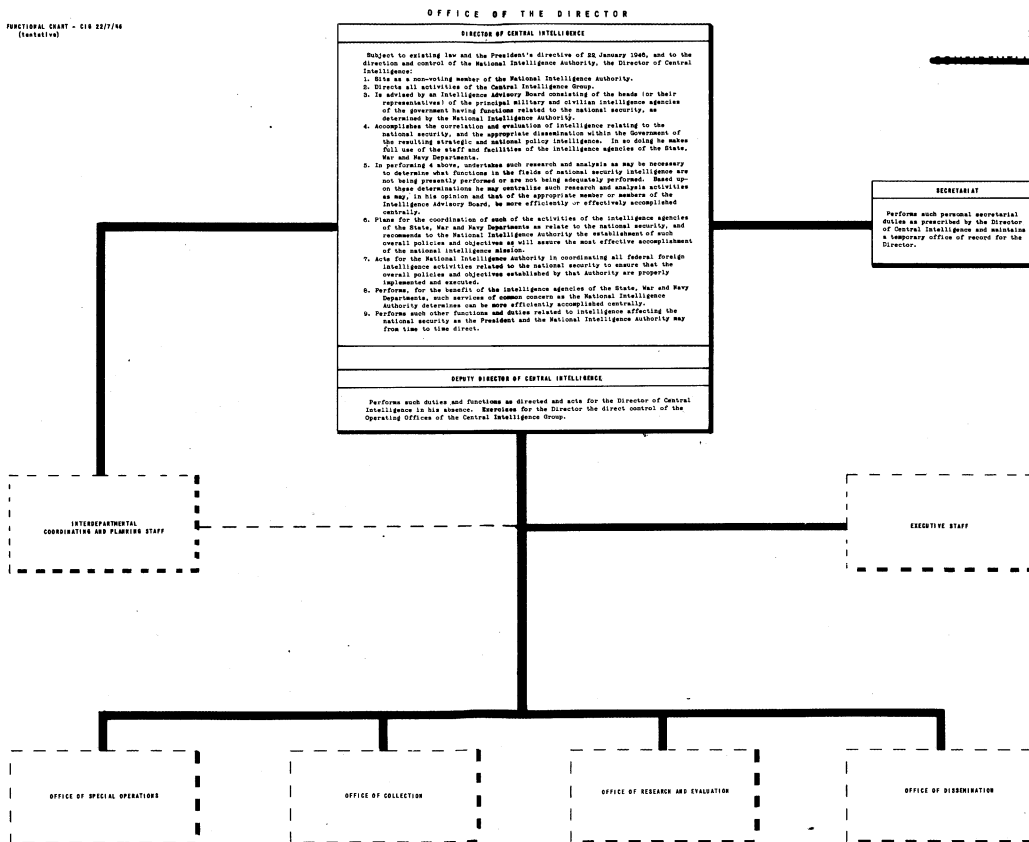 OFFICE OF THE DIRECTOR
FUNCTIONAL CHART - CIG 22/7/46
(tentative)
DIRECTOR OF CENTRAL INTELLIGENCE
Subject to existing law and the President's directive of 22 January 1946, and to the
direction and control of the National Intelligence Authority, the Director of Central
Intelligence:
1. Sits as a non-voting member of the National Intelligence Authority.
2. Directs all activities of the Central Intelligence Group.
3. Is advised by an Intelligence Advisory Board consisting of the heads (or their
representatives) of the principal military and civilian intelligence agencies
of the government having functions related to the national security, as
determined by the National Intelligence Authority.
4. Accomplishes the correlation and evaluation of intelligence relating to the
national security, and the appropriate dissemination within the Government of
the resulting strategic and national policy intelligence. In so doing he makes
full use of the staff and facilities of the intelligence agencies of the State,
War and Navy Departments.
5. In performing 4 above, undertakes such research and analysis as may be necessary
to determine what functions in the fields of national security intelligence are
not being presently performed or are not being adequately performed. Based up-
on these determinations he may centralize such research and analysis activities
as may, in his opinion and that of the appropriate member or members of the
Intelligence Advisory Board, be more efficiently or effectively accomplished
centrally.
6. Plans for the coordination of such of the activities of the intelligence agencies
of the State, War and Navy Departments as relate to the national security, and
recommends to the National Intelligence Authority the establishment of such
overall policies and objectives as will assure the most effective accomplishment
of the national intelligence mission.
7. Acts for the National Intelligence Authority in coordinating all federal foreign
intelligence activities related to the national security to ensure that the
overall policies and objectives established by that Authority are properly
implemented and executed.
8. Performs, for the benefit of the intelligence agencies of the State, War and Navy
Departments, such services of common concern as the National Intelligence
Authority determines can be more efficiently accomplished centrally.
9. Performs such other functions and duties related to intelligence affecting the
national security as the President and the National Intelligence Authority may
from time to time direct.
DEPUTY DIRECTOR OF CENTRAL INTELLIGENCE
Performs such duties and functions as directed and acts for the Director of Central
Intelligence in his absence. Exercises for the Director the direct control of the
Operating Offices of the Central Intelligence Group.
SECRETARIAT
Performs such personal secretarial
duties as prescribed by the Director
of Central Intelligence and maintains
a temporary office of record for the
Director.
INTERDEPARTMENTAL
COORDINATING AND PLANNING STAFF
EXECUTIVE STAFF
OFFICE OF SPECIAL OPERATIONS
OFFICE OF COLLECTION
OFFICE OF RESEARCH AND EVALUATION
OFFICE OF DISSEMINATION